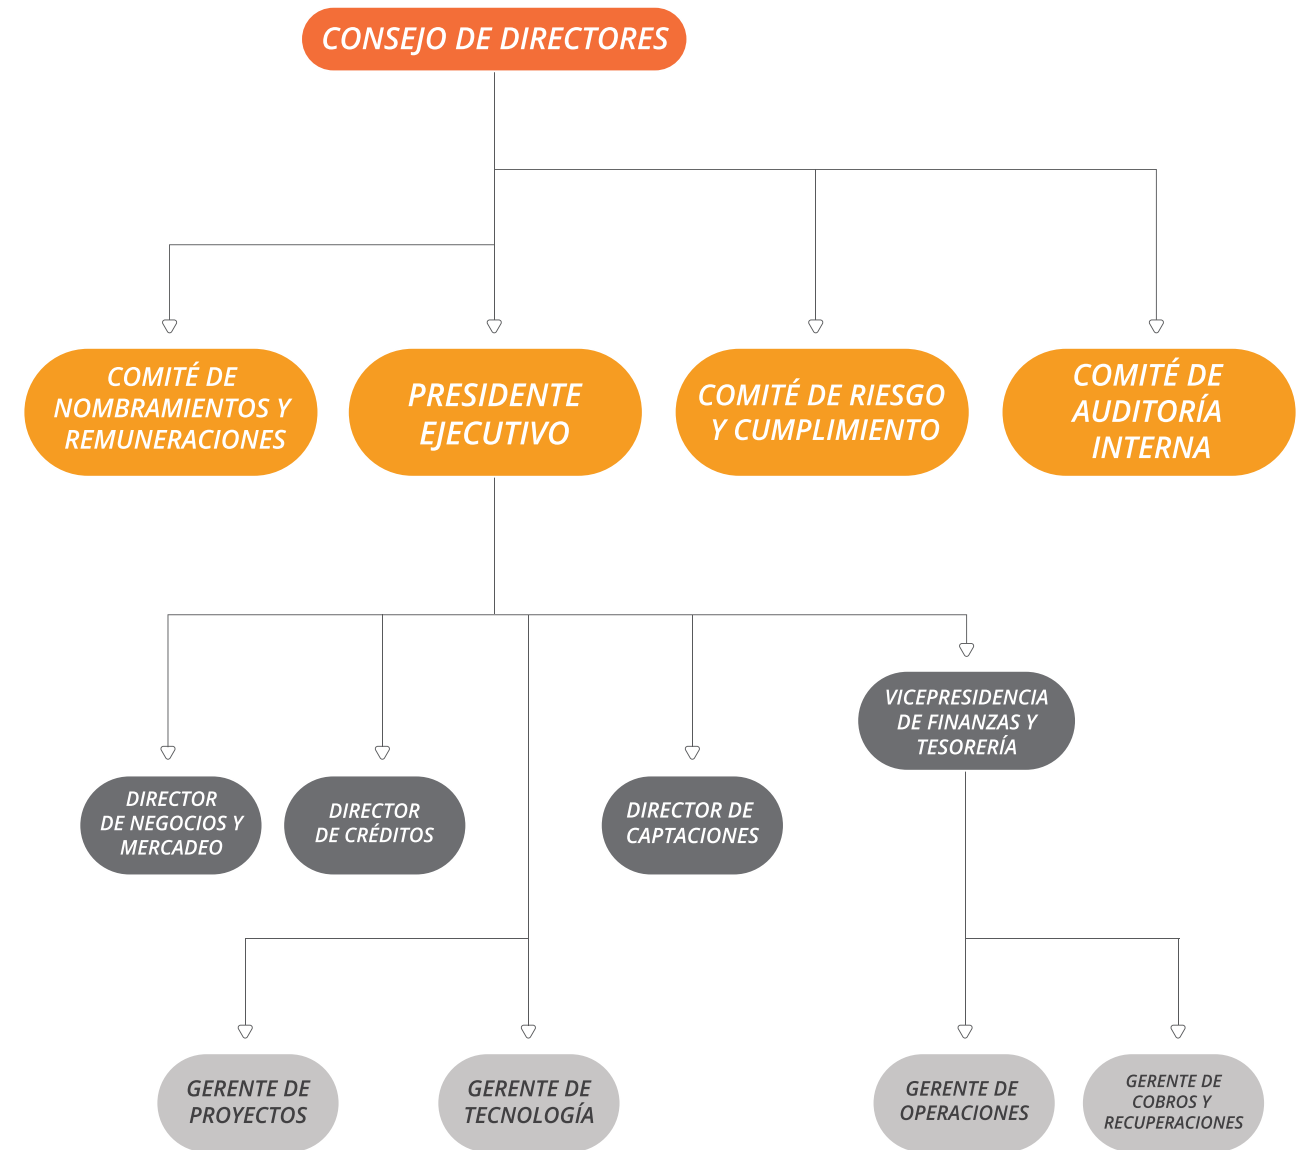 CONSEJO DE DIRECTORES
COMITÉ DE
NOMBRAMIENTOS Y
REMUNERACIONES
PRESIDENTE
EJECUTIVO
COMITÉ DE RIESGO
Y CUMPLIMIENTO
COMITÉ DE
AUDITORÍA
INTERNA
VICEPRESIDENCIA
DE FINANZAS Y
TESORERÍA
DIRECTOR
DE NEGOCIOS Y
MERCADEO
DIRECTOR
DE CRÉDITOS
DIRECTOR DE
CAPTACIONES
GERENTE DE
PROYECTOS
GERENTE DE
TECNOLOGÍA
GERENTE DE
OPERACIONES
GERENTE DE
COBROS Y
RECUPERACIONES